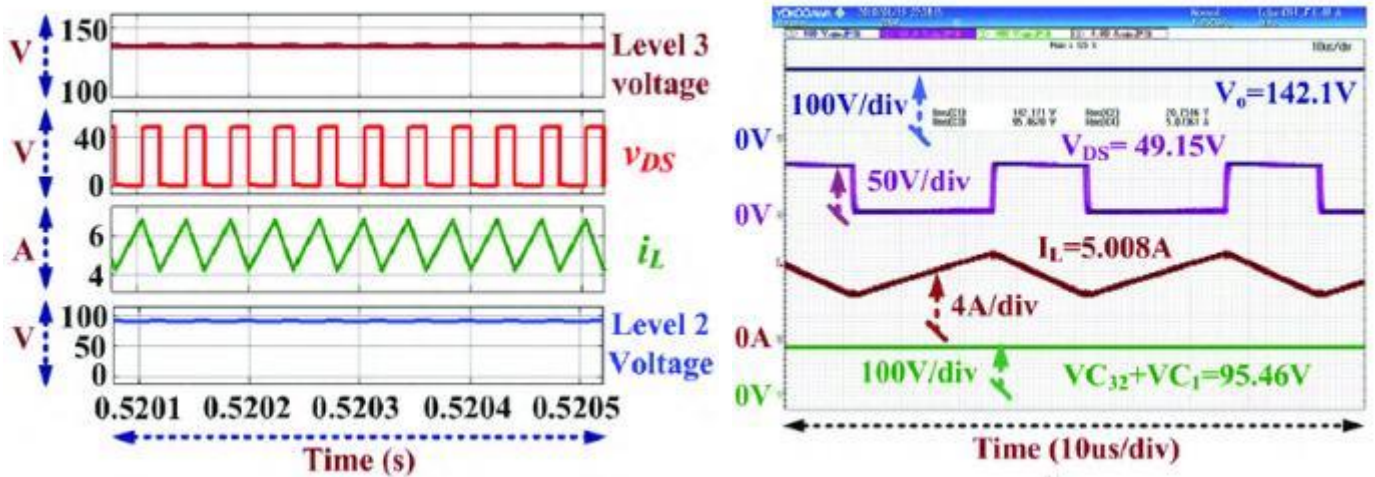 V
150
100
Level 3
voltage
V
40
0
vDS
A
6
4
iL
V
100
50
0
Level 2
Voltage
0.5201 0.5202 0.5203 0.5204 0.5205
Time (s)
YOKOGAWA
Normal
10us/div
100V/div
Vo=142.1V
0V
VDS= 49.15V
50V/div
0V
IL=5.008A
4A/div
0A
100V/div
VC32+VC1=95.46V
0V
Time (10us/div)